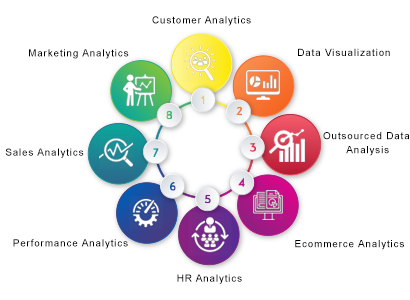 Customer Analytics
Marketing Analytics
Data Visualization
8
1
2
Sales Analytics
7
3
Outsourced Data
Analysis
6
5
4
Performance Analytics
Ecommerce Analytics
HR Analytics